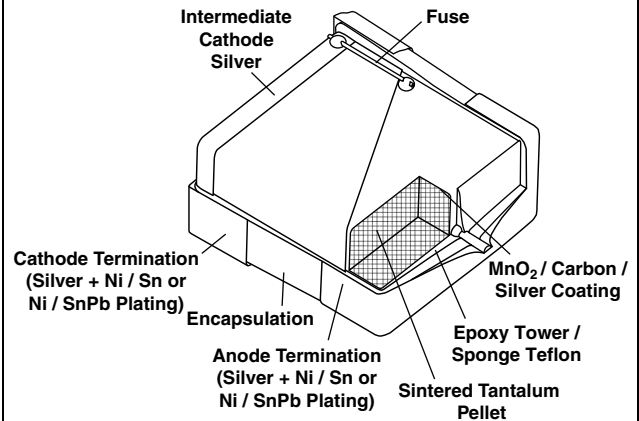 Intermediate
Cathode
Silver
Fuse
Cathode Termination
(Silver + Ni / Sn or
Ni / SnPb Plating)
Encapsulation
Anode Termination
(Silver + Ni / Sn or
Ni / SnPb Plating)
MnO₂ / Carbon /
Silver Coating
Epoxy Tower /
Sponge Teflon
Sintered Tantalum
Pellet